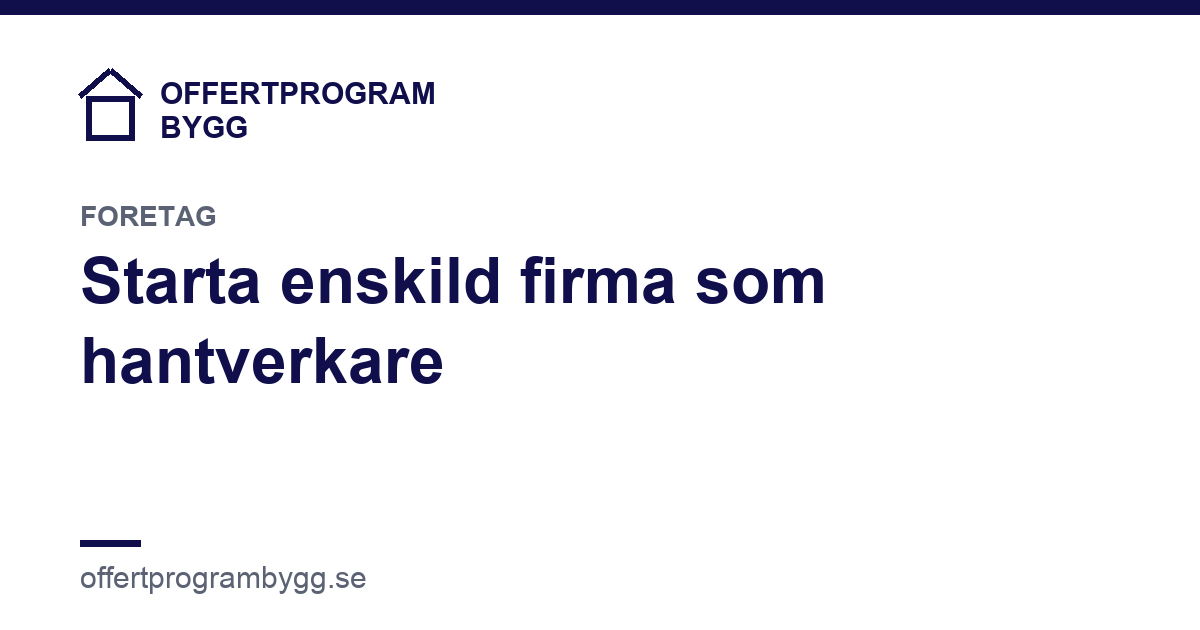 OFFERTPROGRAM
BYGG
FORETAG
Starta enskild firma som
hantverkare
offertprogrambygg.se